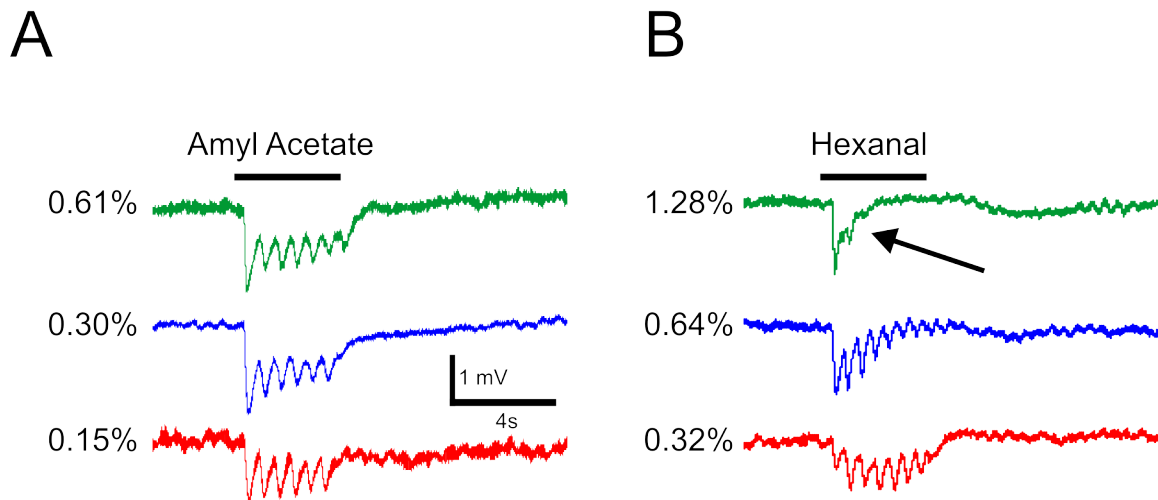 A
B
Amyl Acetate
Hexanal
0.61%
1.28%
0.30%
0.64%
1 mV
4s
0.15%
0.32%